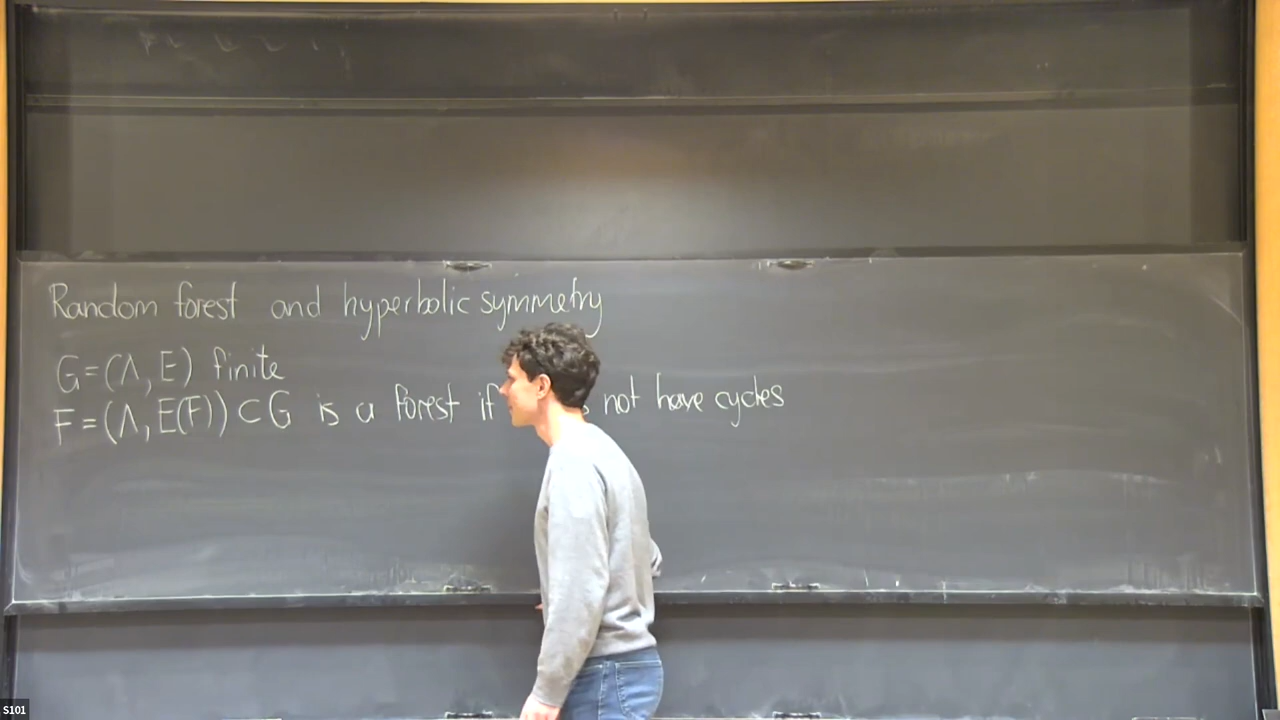 Random forest and hyperbolic symmetry
G=(Λ, E) finite
F=(Λ, E(F)) ⊂ G is a forest if not have cycles
S101